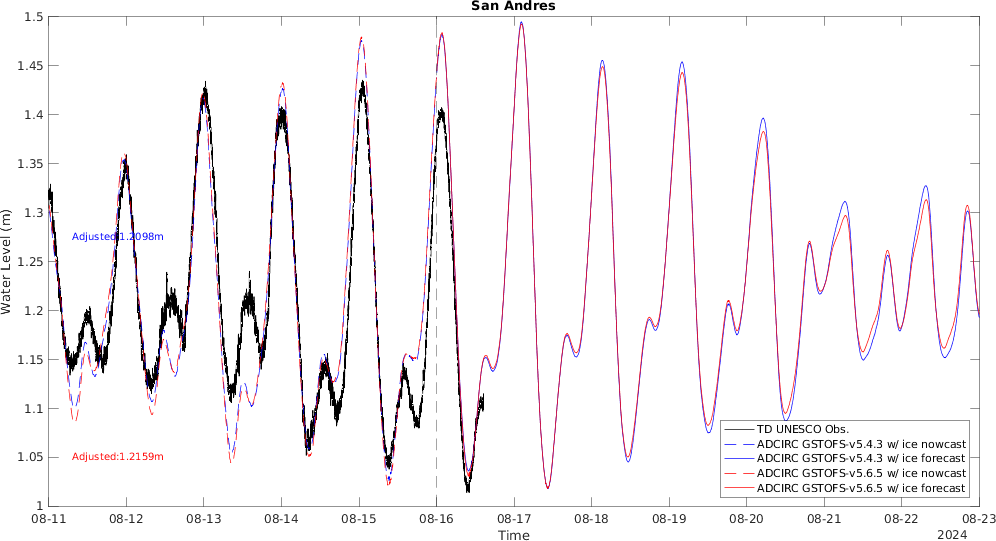 San Andres
Water Level (m)
1.5
1.45
1.4
1.35
1.3
1.25
1.2
1.15
1.1
1.05
1
Adjusted:1.2098m
Adjusted:1.2159m
TD UNESCO Obs.
ADCIRC GSTOFS-v5.4.3 w/ ice nowcast
ADCIRC GSTOFS-v5.4.3 w/ ice forecast
ADCIRC GSTOFS-v5.6.5 w/ ice nowcast
ADCIRC GSTOFS-v5.6.5 w/ ice forecast
08-11 08-12 08-13 08-14 08-15 08-16 08-17 08-18 08-19 08-20 08-21 08-22 08-23
Time
2024